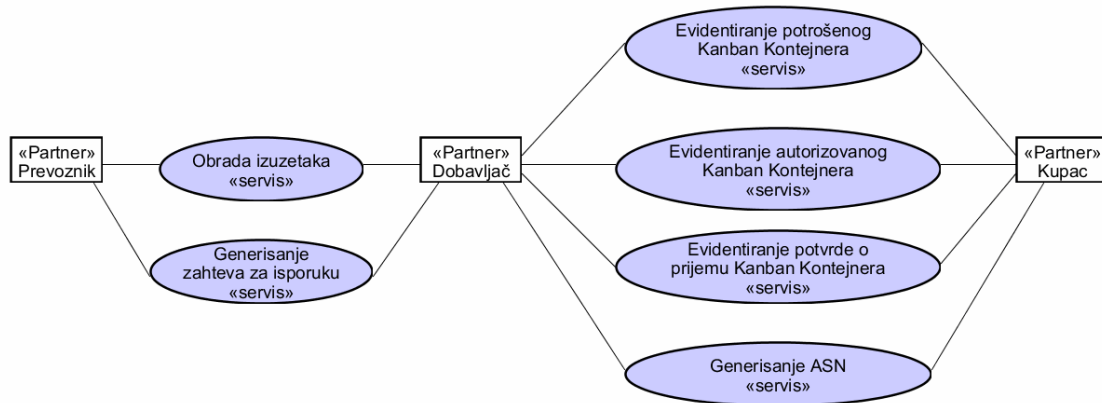 Evidentiranje potrošenog
Kanban Kontejnera
«servis»
«Partner»
Prevoznik
Obrada izuzetaka
«servis»
«Partner»
Dobavljač
Evidentiranje autorizovanog
Kanban Kontejnera
«servis»
«Partner»
Kupac
Generisanje
zahteva za isporuku
«servis»
Evidentiranje potvrde o
prijemu Kanban Kontejnera
«servis»
Generisanje ASN
«servis»